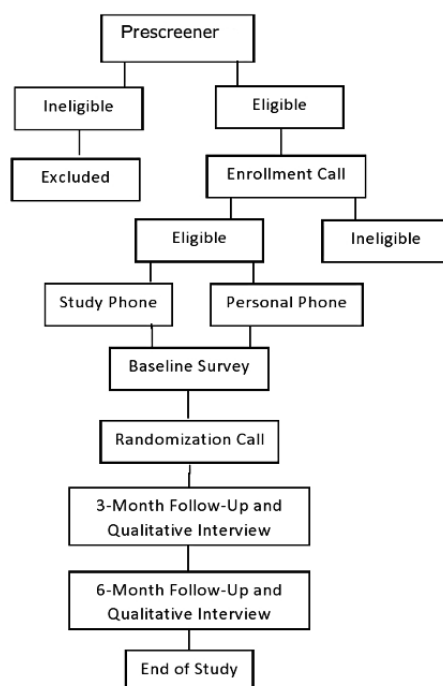 Prescreener
Ineligible
Eligible
Excluded
Enrollment Call
Eligible
Ineligible
Study Phone
Personal Phone
Baseline Survey
Randomization Call
3-Month Follow-Up and
Qualitative Interview
6-Month Follow-Up and
Qualitative Interview
End of Study